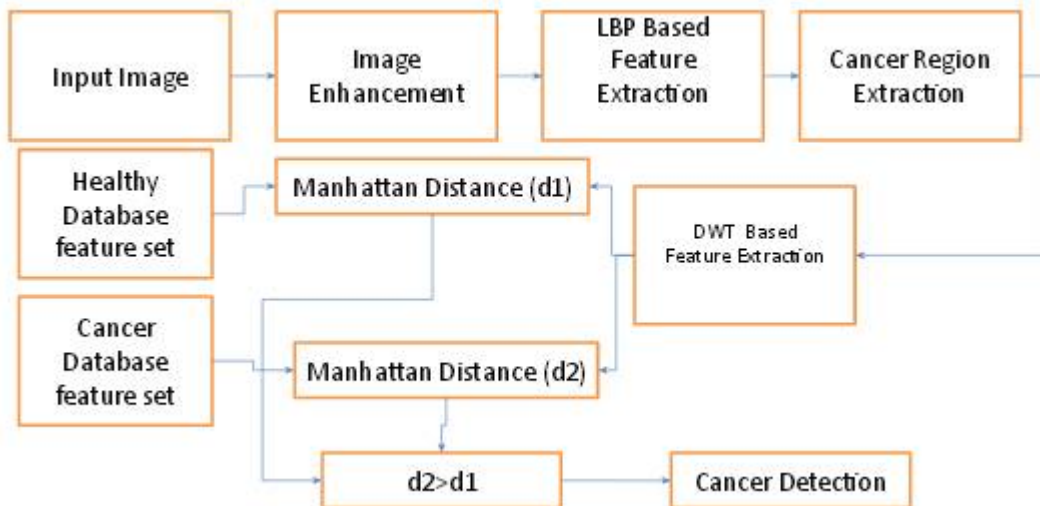 Input Image
Image
Enhancement
LBP Based
Feature
Extraction
Cancer Region
Extraction
Healthy
Database
feature set
Manhattan Distance (d1)
DWT Based
Feature Extraction
Cancer
Database
feature set
Manhattan Distance (d2)
d2>d1
Cancer Detection